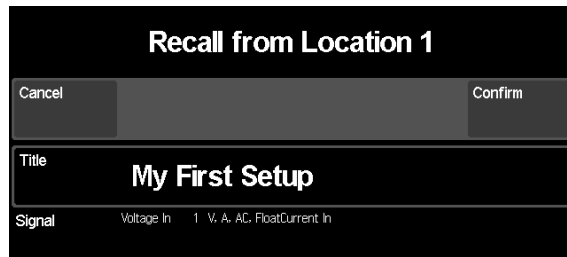 Recall from Location 1
Cancel Confirm
Title My First Setup
Signal Voltage In 1 V, A, AC, FloatCurrent In